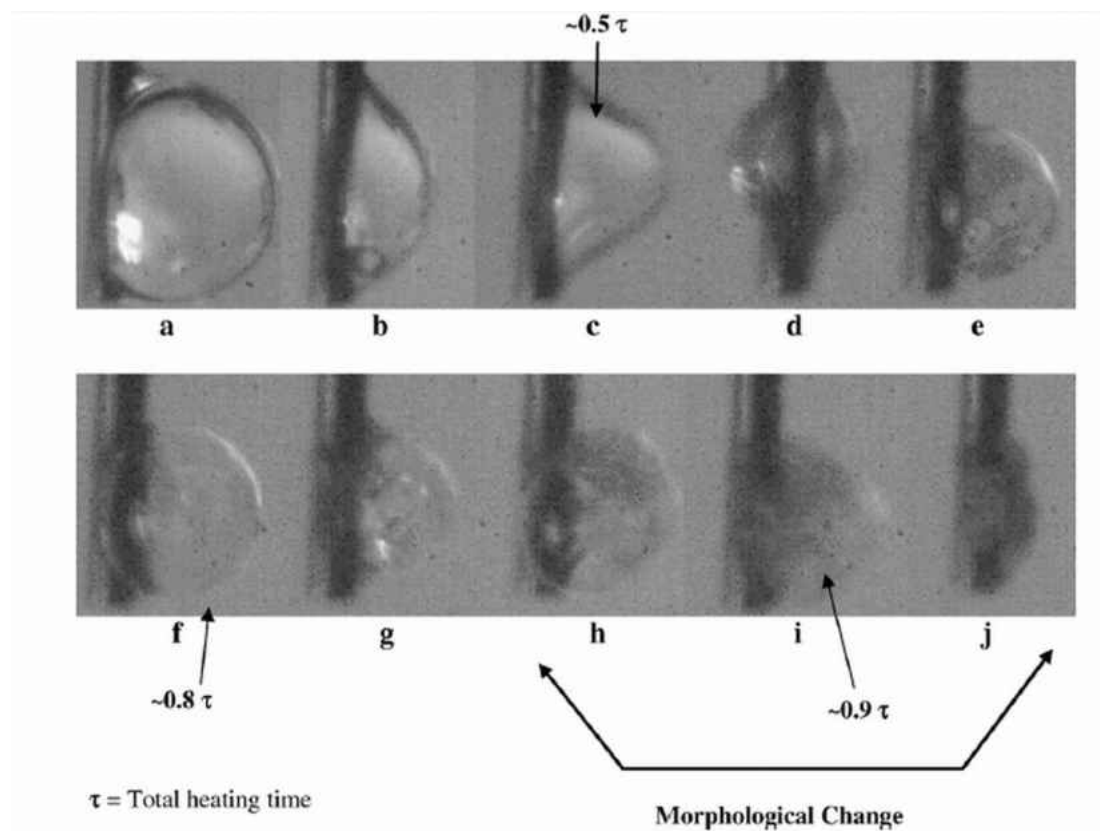 ~0.5 τ
a b c d e
f g h i j
~0.8 τ
~0.9 τ
τ = Total heating time
Morphological Change